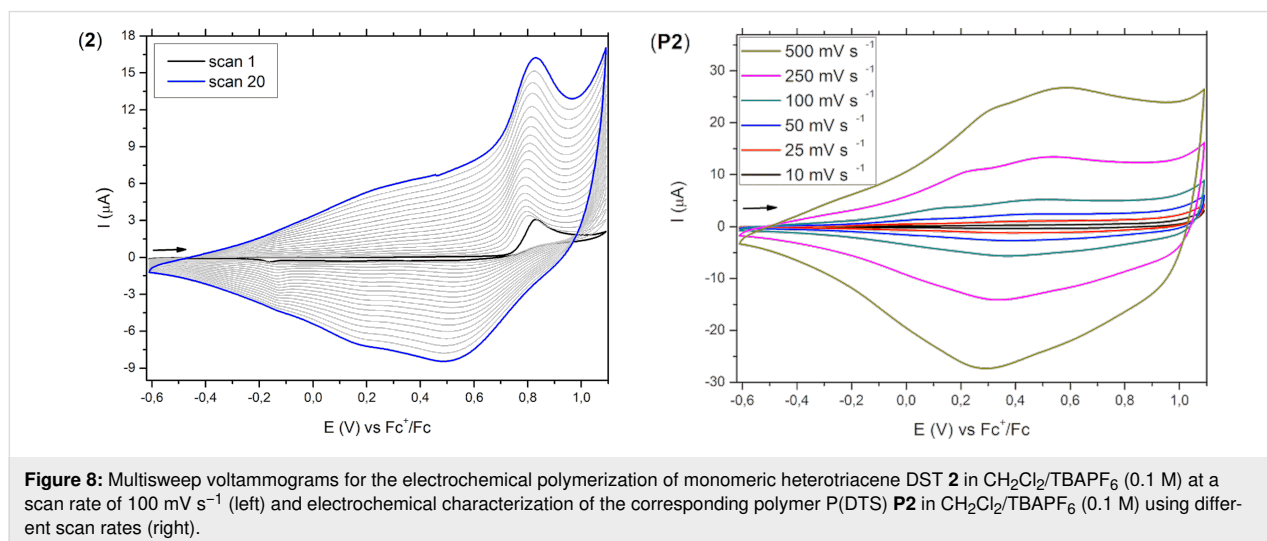 (2)
scan 1
scan 20
18
15
12
9
6
3
0
-3
-6
-9
I (µA)
-0,6 -0,4 -0,2 0,0 0,2 0,4 0,6 0,8 1,0
E (V) vs Fc⁺/Fc
(P2)
500 mV s ⁻¹
250 mV s ⁻¹
100 mV s ⁻¹
50 mV s ⁻¹
25 mV s ⁻¹
10 mV s ⁻¹
30
20
10
0
-10
-20
-30
I (µA)
-0,6 -0,4 -0,2 0,0 0,2 0,4 0,6 0,8 1,0
E (V) vs Fc⁺/Fc
Figure 8: Multisweep voltammograms for the electrochemical polymerization of monomeric heterotriacene DST 2 in CH₂Cl₂/TBAPF₆ (0.1 M) at a
scan rate of 100 mV s⁻¹ (left) and electrochemical characterization of the corresponding polymer P(DTS) P2 in CH₂Cl₂/TBAPF₆ (0.1 M) using differ-
ent scan rates (right).